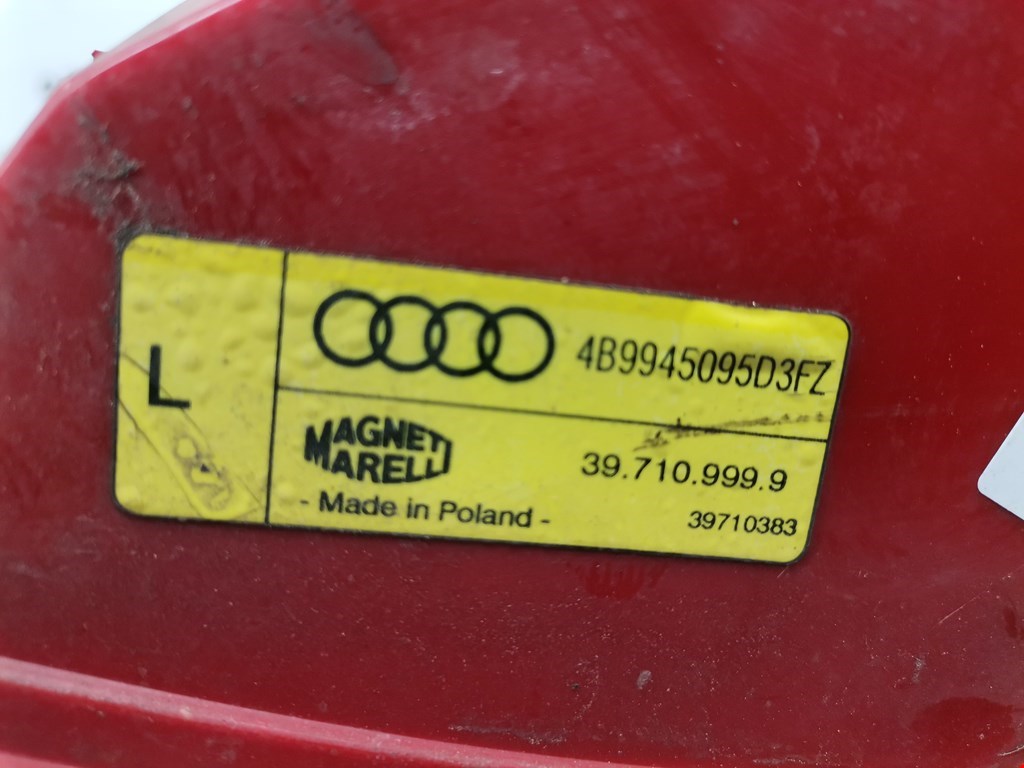 L
4B9945095D3FZ
MAGNETI
MARELLI
39.710.999.9
- Made in Poland -
39710383